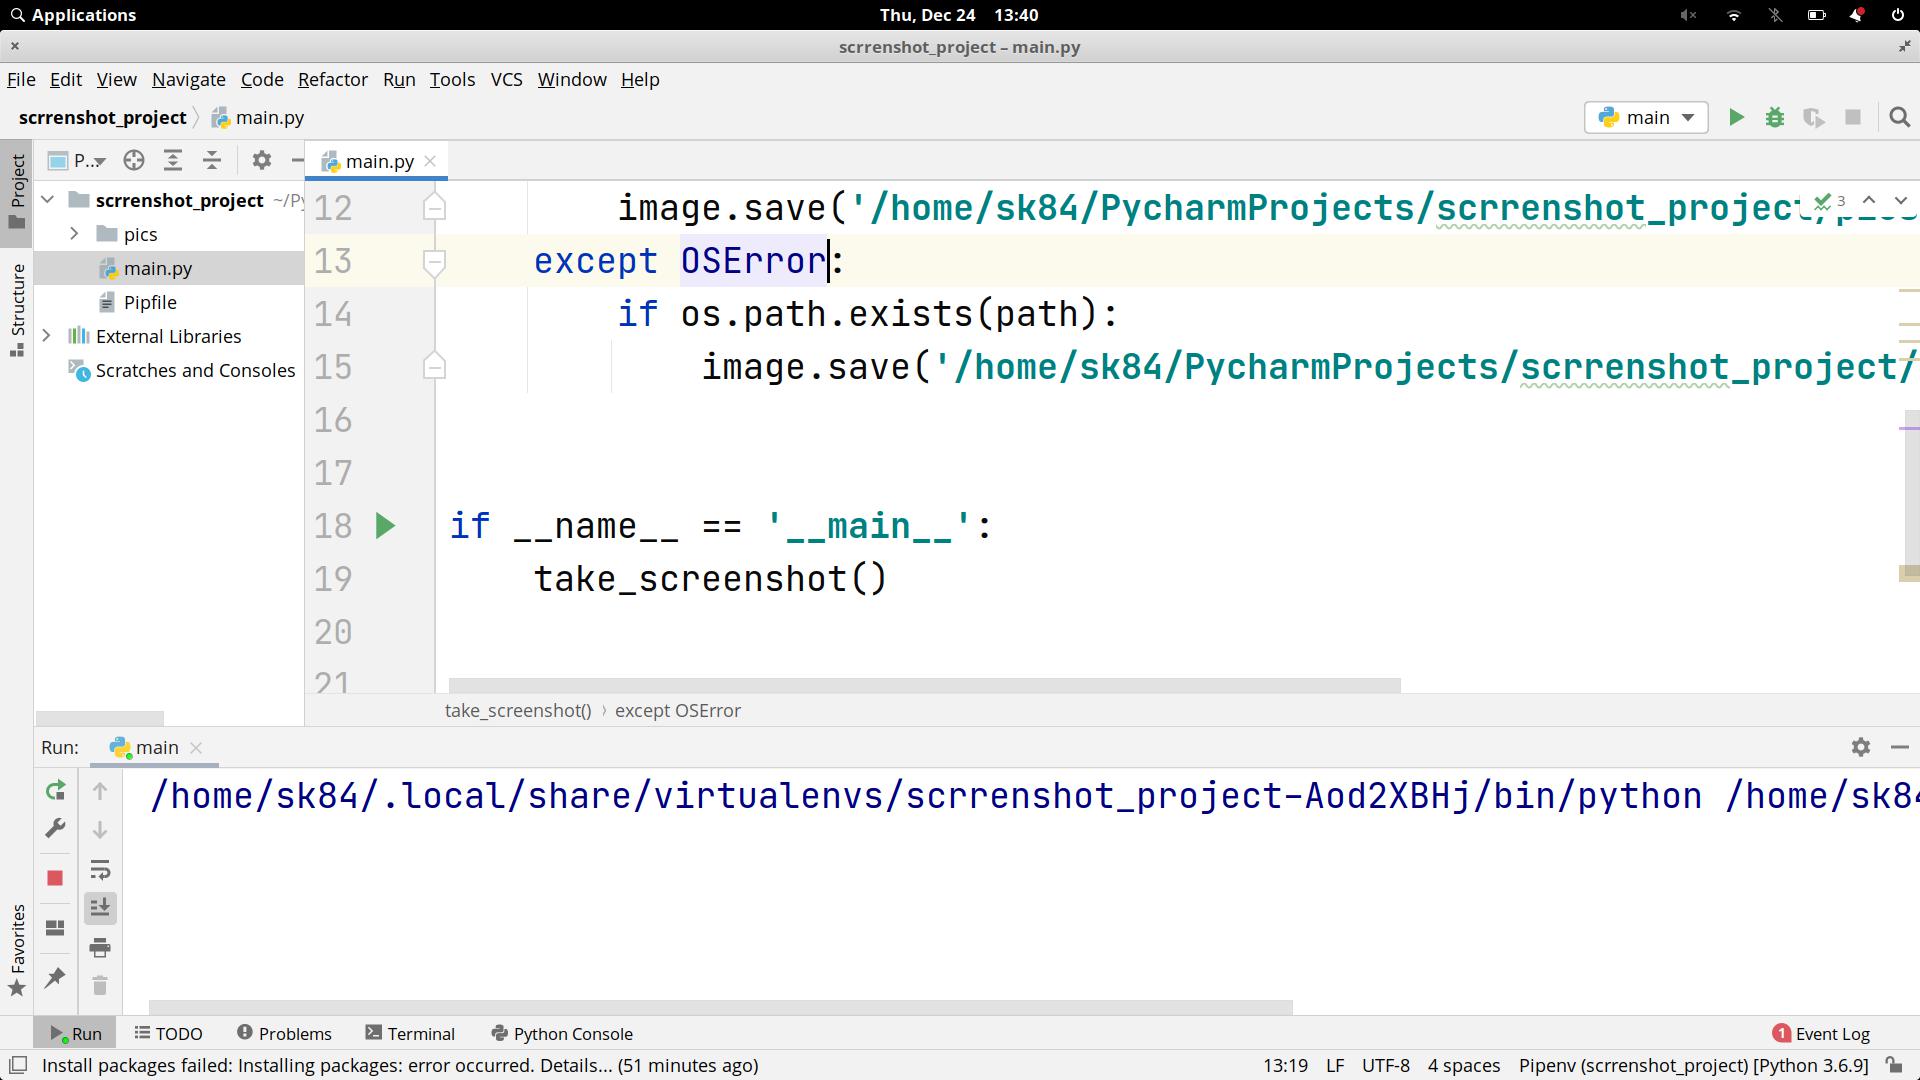 Applications
Thu, Dec 24 13:40
scrrenshot_project – main.py
File Edit View Navigate Code Refactor Run Tools VCS Window Help
scrrenshot_project main.py
main
Project
P...
main.py
scrrenshot_project ~/Py
pics
main.py
Pipfile
External Libraries
Scratches and Consoles
Structure
Favorites
3
12 image.save('/home/sk84/PycharmProjects/scrrenshot_project/pics
13 except OSError:
14 if os.path.exists(path):
15 image.save('/home/sk84/PycharmProjects/scrrenshot_project/
16
17
18 if __name__ == '__main__':
19 take_screenshot()
20
21
take_screenshot() › except OSError
Run: main
/home/sk84/.local/share/virtualenvs/scrrenshot_project-Aod2XBHj/bin/python /home/sk84
Run TODO Problems Terminal Python Console
1 Event Log
Install packages failed: Installing packages: error occurred. Details... (51 minutes ago)
13:19 LF UTF-8 4 spaces Pipenv (scrrenshot_project) [Python 3.6.9]